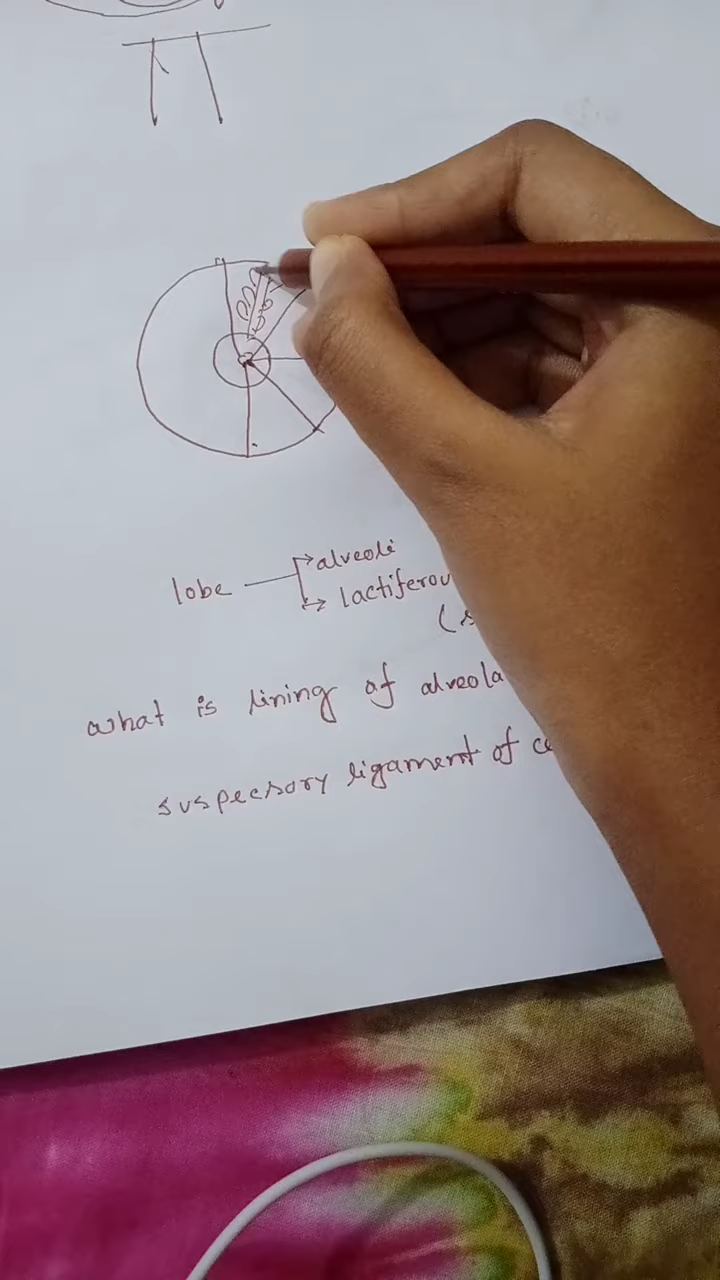 lobe
alveoli
lactiferou
(s
what is lining of alveola
suspecsory ligament of